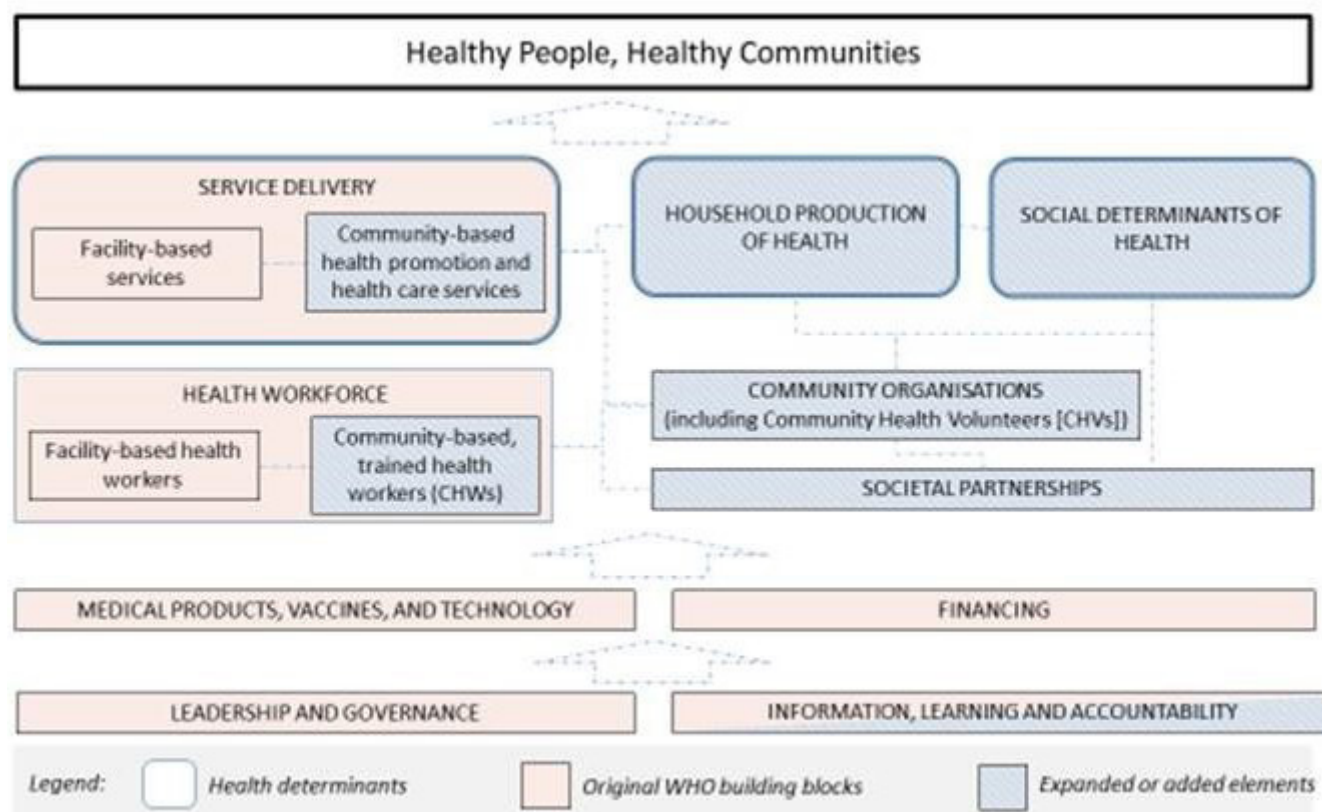 Healthy People, Healthy Communities
SERVICE DELIVERY
Facility-based
services
Community-based
health promotion and
health care services
HOUSEHOLD PRODUCTION
OF HEALTH
SOCIAL DETERMINANTS OF
HEALTH
HEALTH WORKFORCE
Facility-based health
workers
Community-based,
trained health
workers (CHWs)
COMMUNITY ORGANISATIONS
(including Community Health Volunteers [CHVs])
SOCIETAL PARTNERSHIPS
MEDICAL PRODUCTS, VACCINES, AND TECHNOLOGY
FINANCING
LEADERSHIP AND GOVERNANCE
INFORMATION, LEARNING AND ACCOUNTABILITY
Legend:
Health determinants
Original WHO building blocks
Expanded or added elements